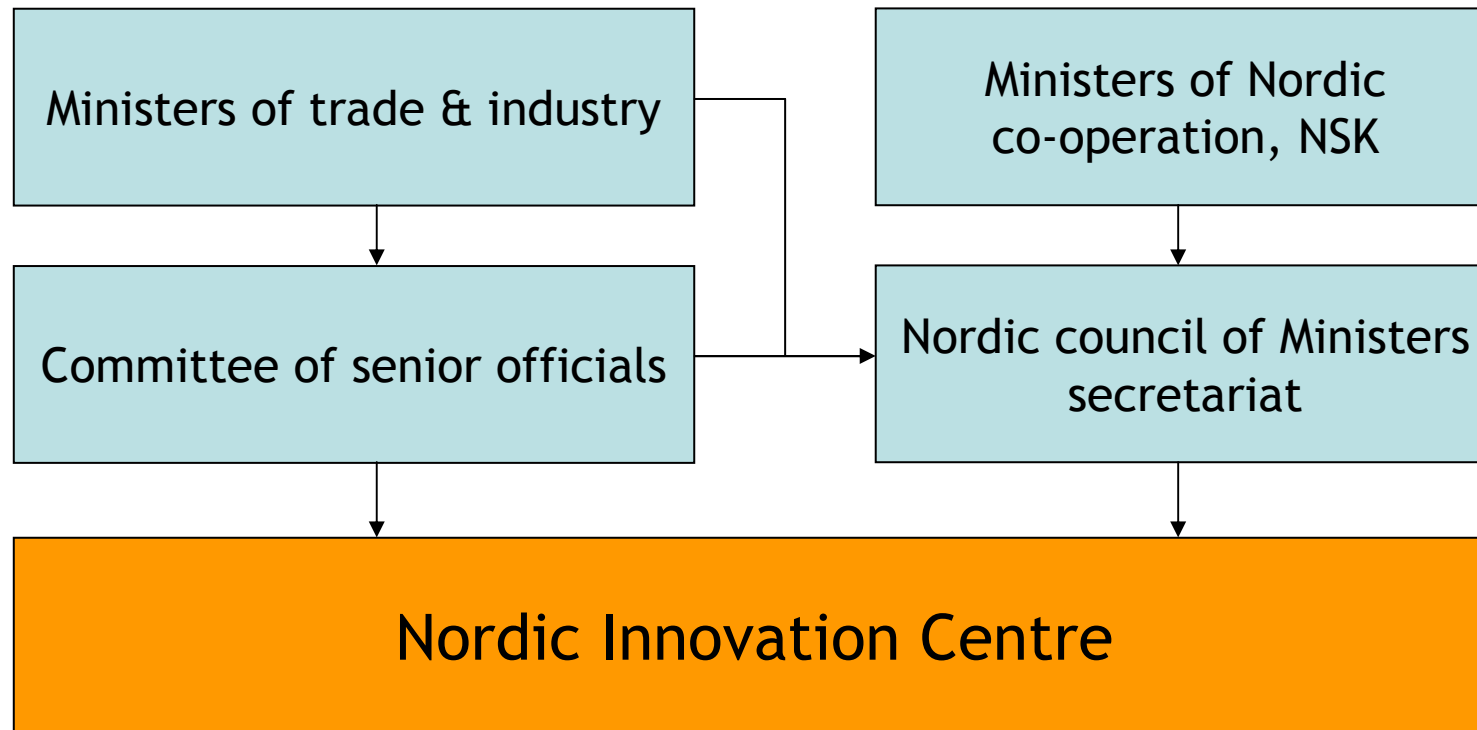 Ministers of trade & industry
Ministers of Nordic
co-operation, NSK
Committee of senior officials
Nordic council of Ministers
secretariat
Nordic Innovation Centre